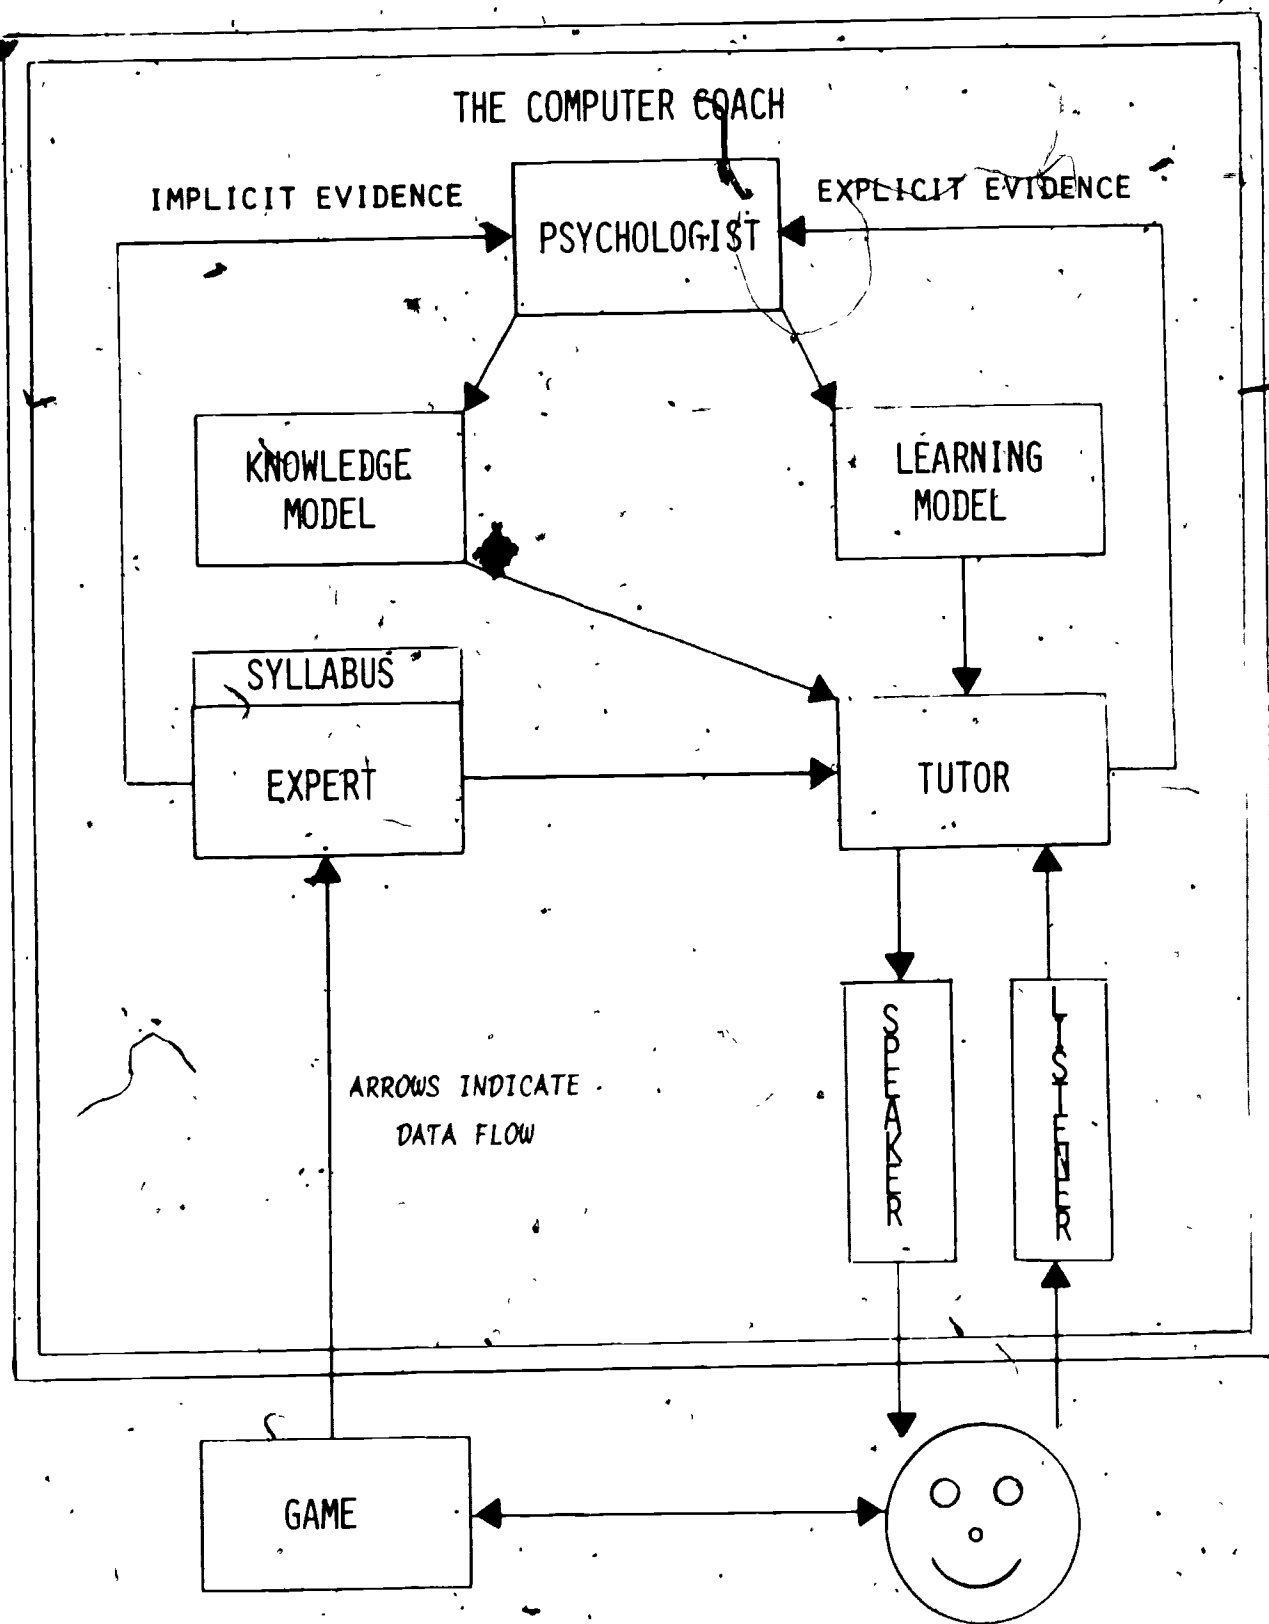 THE COMPUTER COACH
IMPLICIT EVIDENCE
EXPLICIT EVIDENCE
PSYCHOLOGIST
KNOWLEDGE
MODEL
LEARNING
MODEL
SYLLABUS
EXPERT
TUTOR
SPEAKER
LISTENER
ARROWS INDICATE
DATA FLOW
GAME